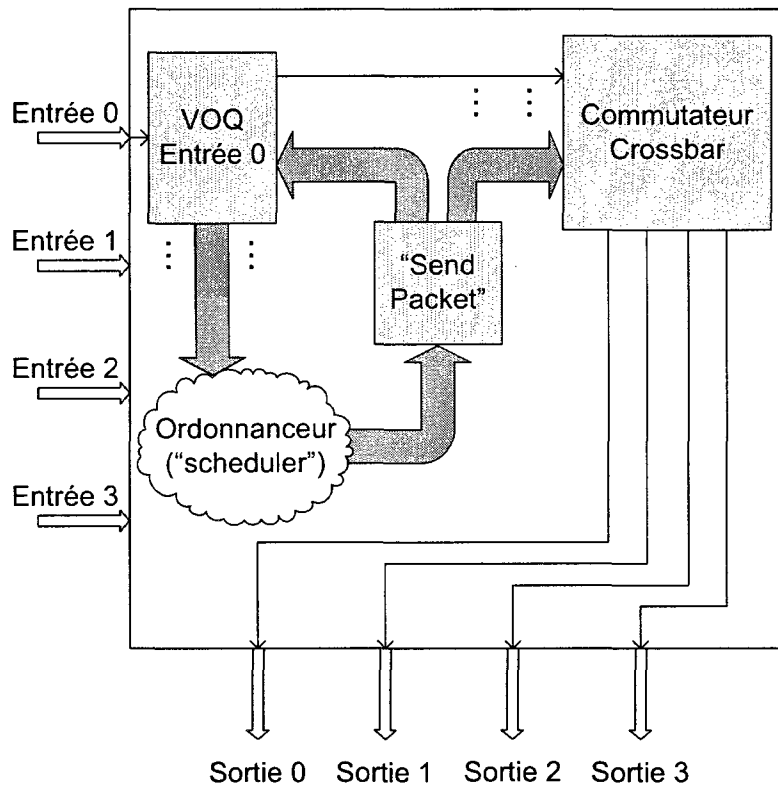 Entrée 0
VOQ
Entrée 0
Commutateur
Crossbar
Entrée 1
“Send
Packet”
Entrée 2
Ordonnanceur
(“scheduler”)
Entrée 3
Sortie 0
Sortie 1
Sortie 2
Sortie 3